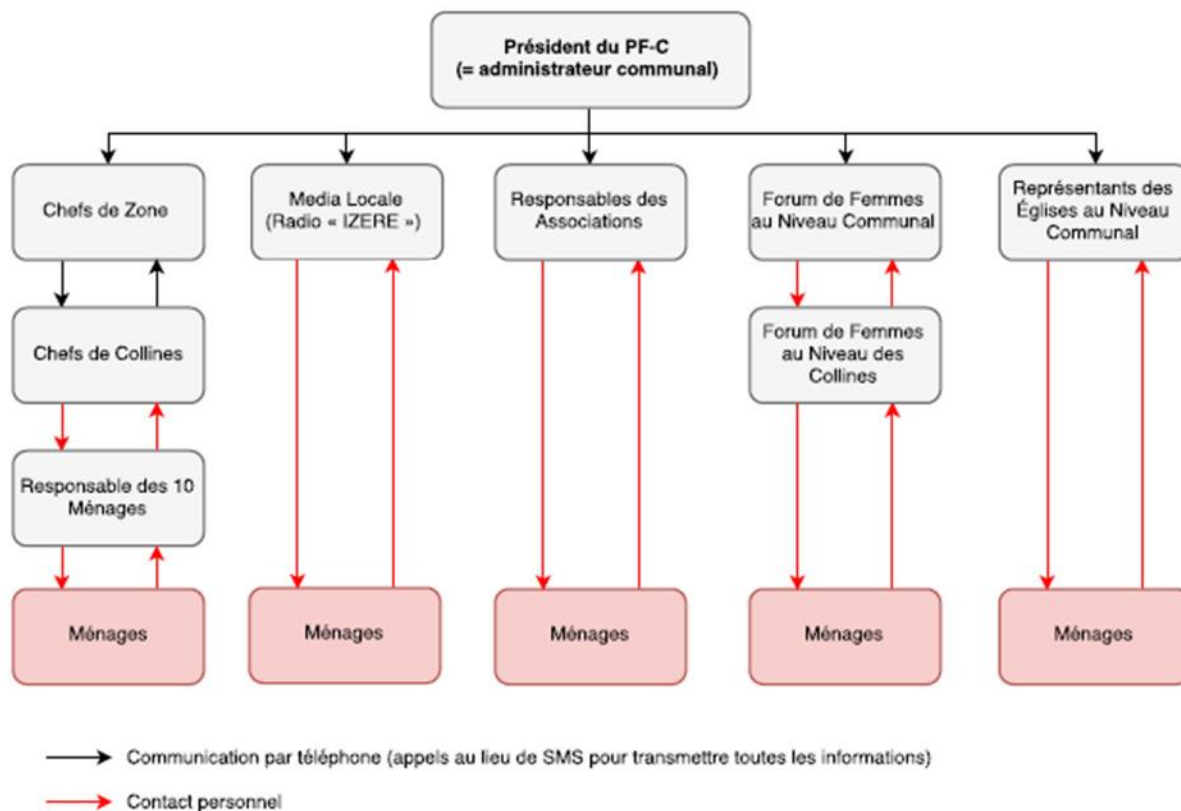 Président du PF-C
(= administrateur communal)
Chefs de Zone
Media Locale
(Radio « IZERE »)
Responsables des
Associations
Forum de Femmes
au Niveau Communal
Représentants des
Églises au Niveau
Communal
Chefs de Collines
Forum de Femmes
au Niveau des
Collines
Responsable des 10
Ménages
Ménages
Ménages
Ménages
Ménages
Ménages
Communication par téléphone (appels au lieu de SMS pour transmettre toutes les informations)
Contact personnel